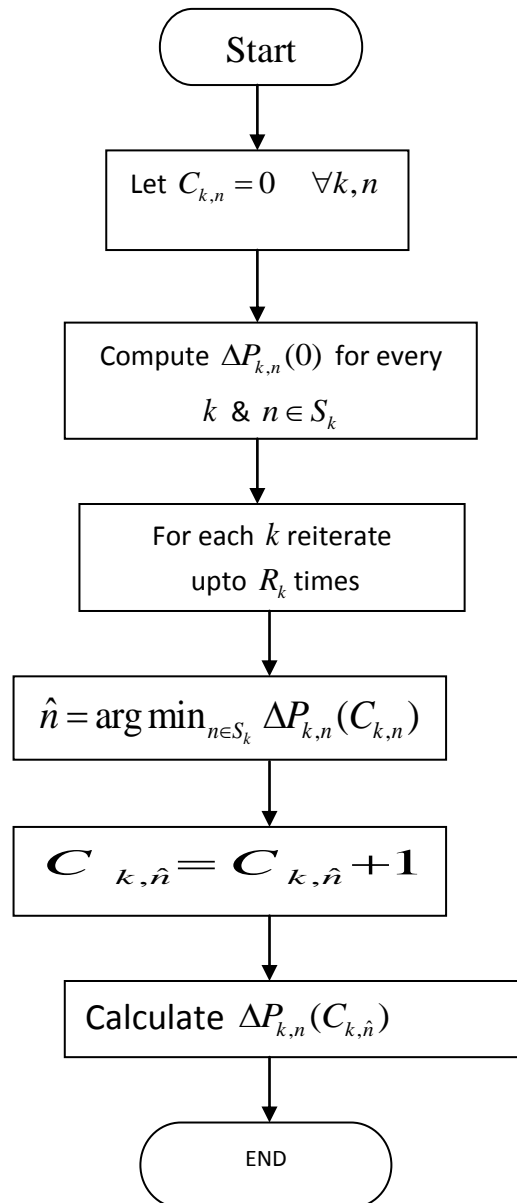 Start
Let C_{k,n} = 0 ∀k,n
Compute ΔP_{k,n}(0) for every
k & n ∈ S_k
For each k reiterate
upto R_k times
n̂ = arg min_{n∈S_k} ΔP_{k,n}(C_{k,n})
C_{k,n̂} = C_{k,n̂} + 1
Calculate ΔP_{k,n}(C_{k,n̂})
END